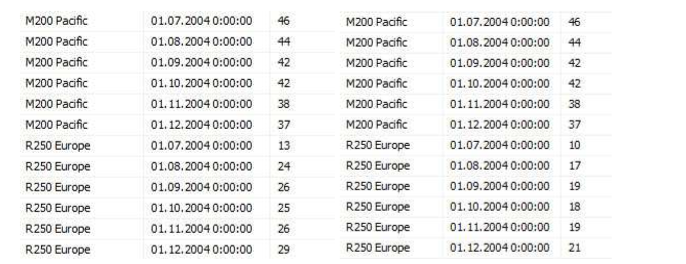 M200 Pacific 01.07.2004 0:00:00 46 M200 Pacific 01.07.2004 0:00:00 46
M200 Pacific 01.08.2004 0:00:00 44 M200 Pacific 01.08.2004 0:00:00 44
M200 Pacific 01.09.2004 0:00:00 42 M200 Pacific 01.09.2004 0:00:00 42
M200 Pacific 01.10.2004 0:00:00 42 M200 Pacific 01.10.2004 0:00:00 42
M200 Pacific 01.11.2004 0:00:00 38 M200 Pacific 01.11.2004 0:00:00 38
M200 Pacific 01.12.2004 0:00:00 37 M200 Pacific 01.12.2004 0:00:00 37
R250 Europe 01.07.2004 0:00:00 13 R250 Europe 01.07.2004 0:00:00 10
R250 Europe 01.08.2004 0:00:00 24 R250 Europe 01.08.2004 0:00:00 17
R250 Europe 01.09.2004 0:00:00 26 R250 Europe 01.09.2004 0:00:00 19
R250 Europe 01.10.2004 0:00:00 25 R250 Europe 01.10.2004 0:00:00 18
R250 Europe 01.11.2004 0:00:00 26 R250 Europe 01.11.2004 0:00:00 19
R250 Europe 01.12.2004 0:00:00 29 R250 Europe 01.12.2004 0:00:00 21